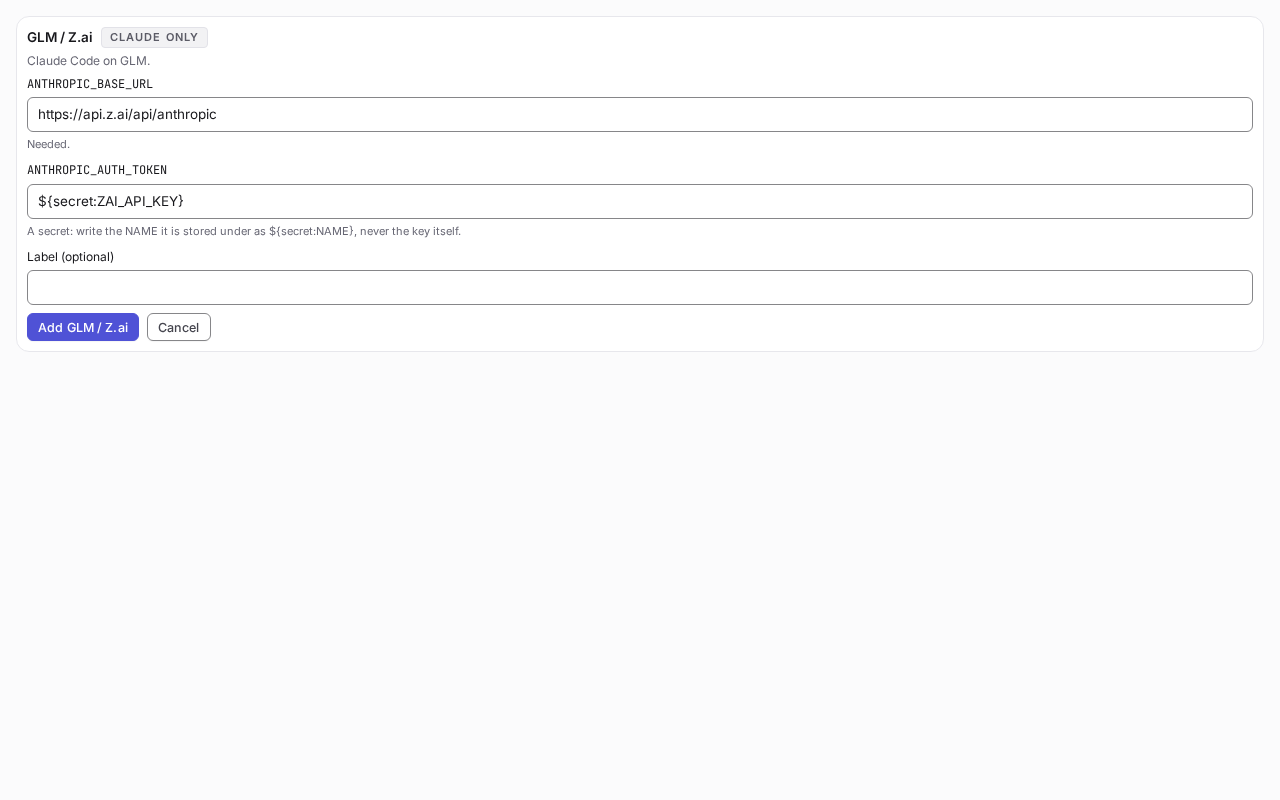 GLM / Z.ai CLAUDE ONLY
Claude Code on GLM.
ANTHROPIC_BASE_URL
https://api.z.ai/api/anthropic
Needed.
ANTHROPIC_AUTH_TOKEN
${secret:ZAI_API_KEY}
A secret: write the NAME it is stored under as ${secret:NAME}, never the key itself.
Label (optional)
Add GLM / Z.ai Cancel